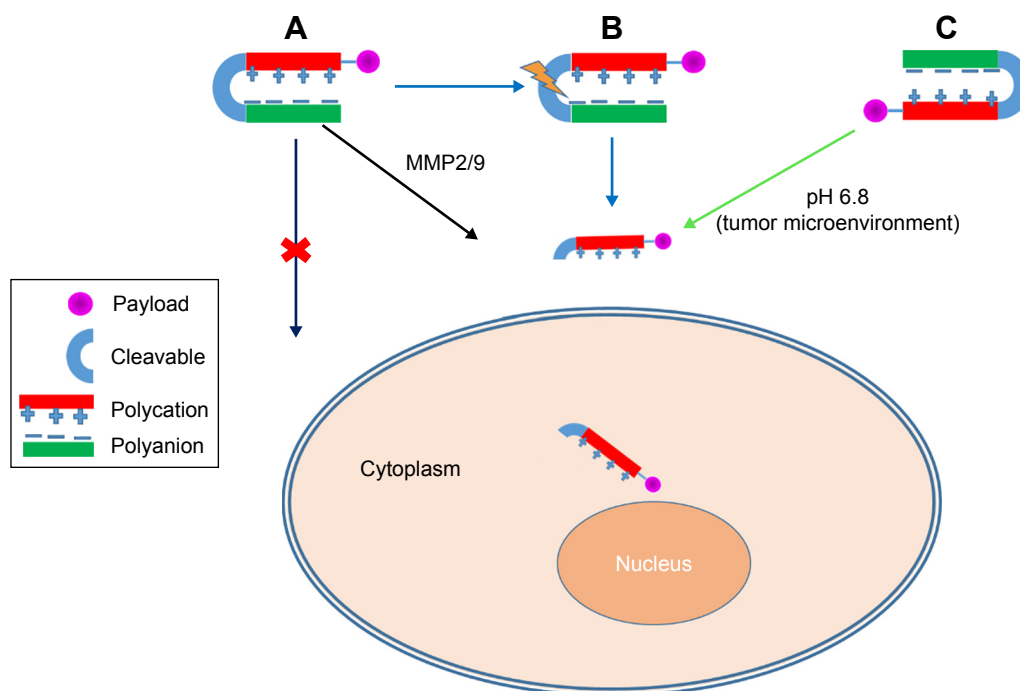 A
B
C
MMP2/9
pH 6.8
(tumor microenvironment)
Payload
Cleavable
Polycation
Polyanion
Cytoplasm
Nucleus